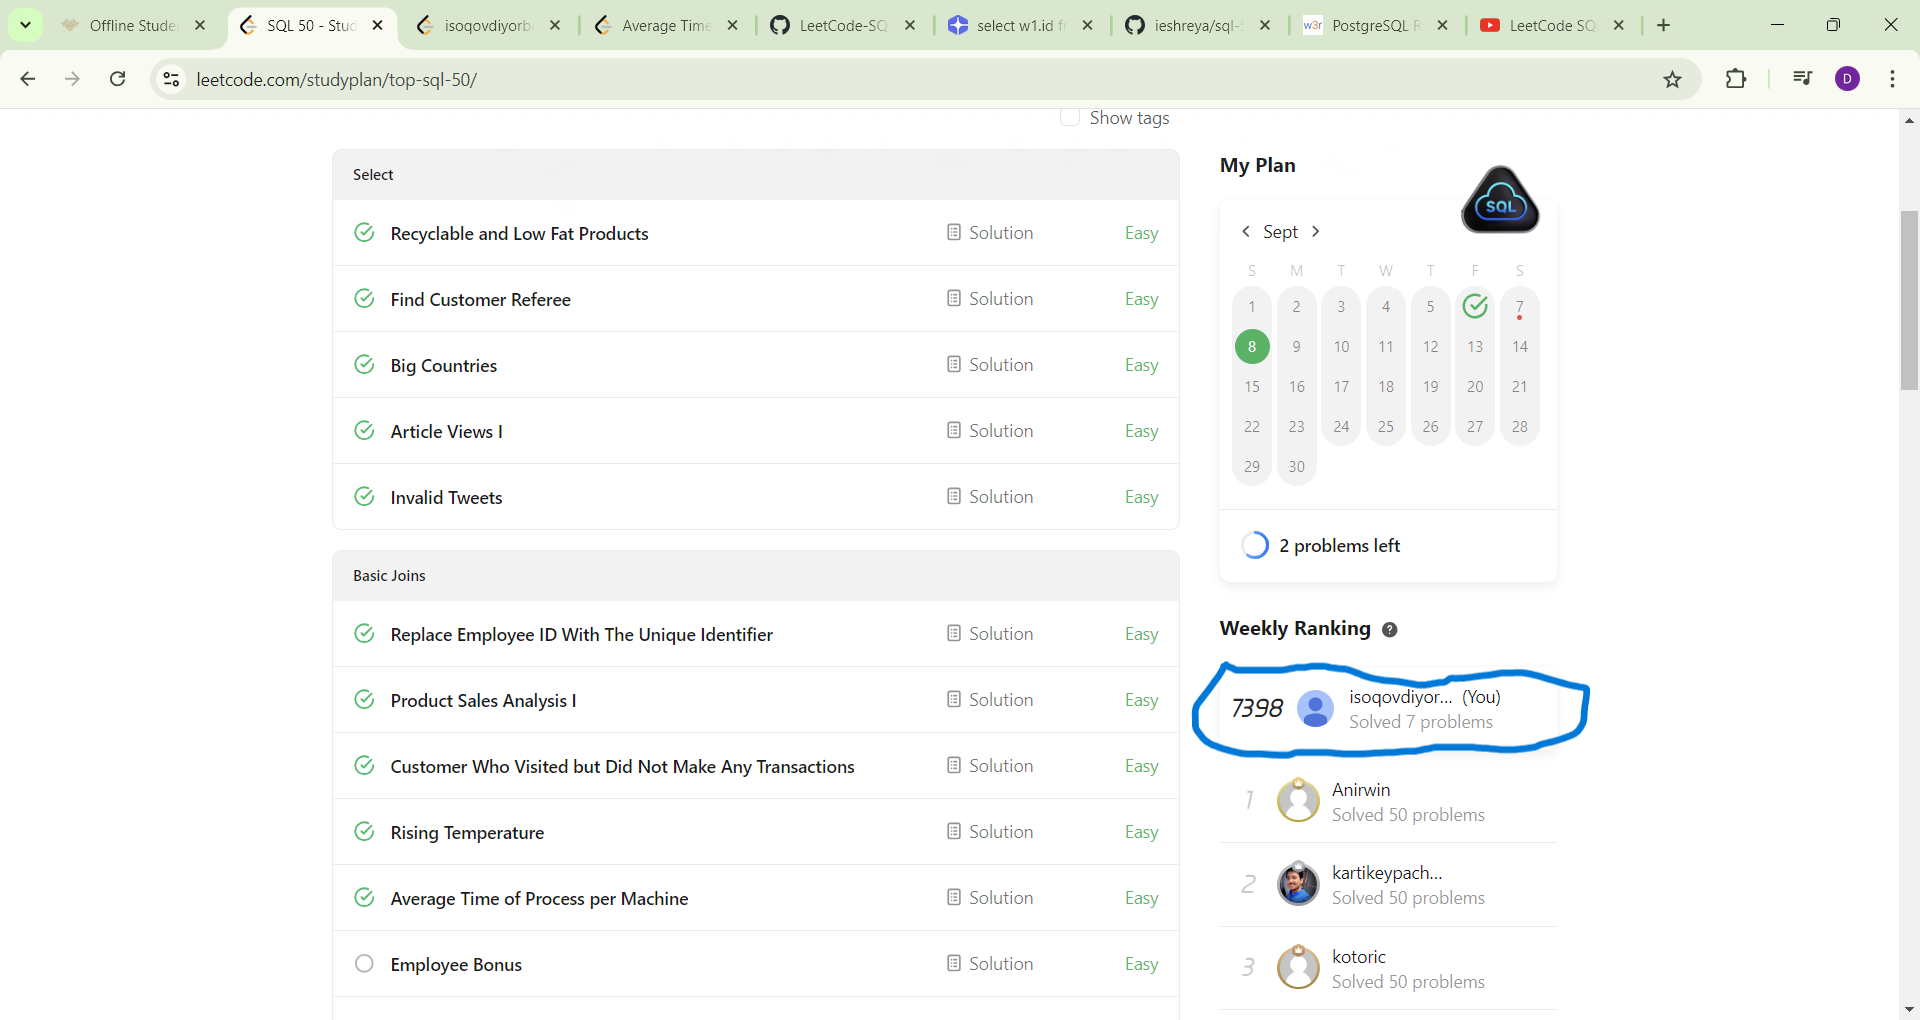 Offline Stude
SQL 50 - Stud
isoqovdiyorbe
Average Time
LeetCode-SQ
select w1.id f
ieshreya/sql-
w3r PostgreSQL R
LeetCode SQ
leetcode.com/studyplan/top-sql-50/
D
Show tags
Select
Recyclable and Low Fat Products Solution Easy
Find Customer Referee Solution Easy
Big Countries Solution Easy
Article Views I Solution Easy
Invalid Tweets Solution Easy
Basic Joins
Replace Employee ID With The Unique Identifier Solution Easy
Product Sales Analysis I Solution Easy
Customer Who Visited but Did Not Make Any Transactions Solution Easy
Rising Temperature Solution Easy
Average Time of Process per Machine Solution Easy
Employee Bonus Solution Easy
My Plan
SQL
Sept
S M T W T F S
1 2 3 4 5 7
8 9 10 11 12 13 14
15 16 17 18 19 20 21
22 23 24 25 26 27 28
29 30
2 problems left
Weekly Ranking ?
7398 isoqovdiyor... (You)
Solved 7 problems
1 Anirwin
Solved 50 problems
2 kartikeypach...
Solved 50 problems
3 kotoric
Solved 50 problems